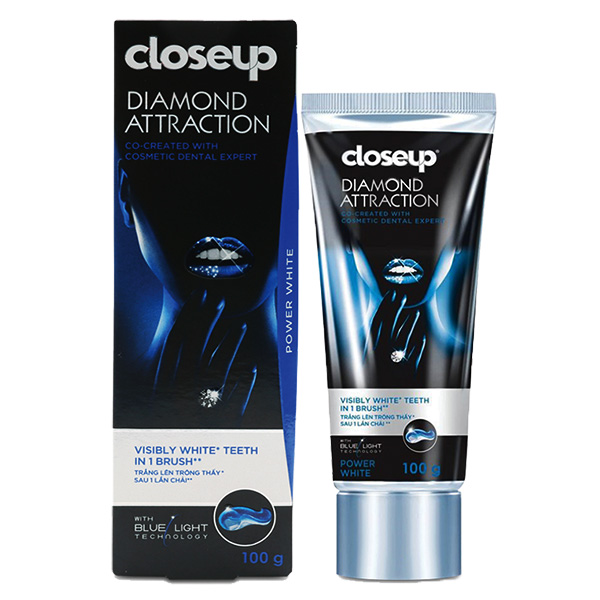 closeup
DIAMOND
ATTRACTION
CO-CREATED WITH
COSMETIC DENTAL EXPERT
POWER WHITE
VISIBLY WHITE* TEETH
IN 1 BRUSH**
TRẮNG LÊN TRÔNG THẤY*
SAU 1 LẦN CHẢI**
WITH
BLUE LIGHT
TECHNOLOGY
100 g
closeup®
DIAMOND
ATTRACTION
CO-CREATED WITH
COSMETIC DENTAL EXPERT
VISIBLY WHITE* TEETH
IN 1 BRUSH**
TRẮNG LÊN TRÔNG THẤY*
SAU 1 LẦN CHẢI**
WITH
BLUE LIGHT
TECHNOLOGY
POWER
WHITE
100 g